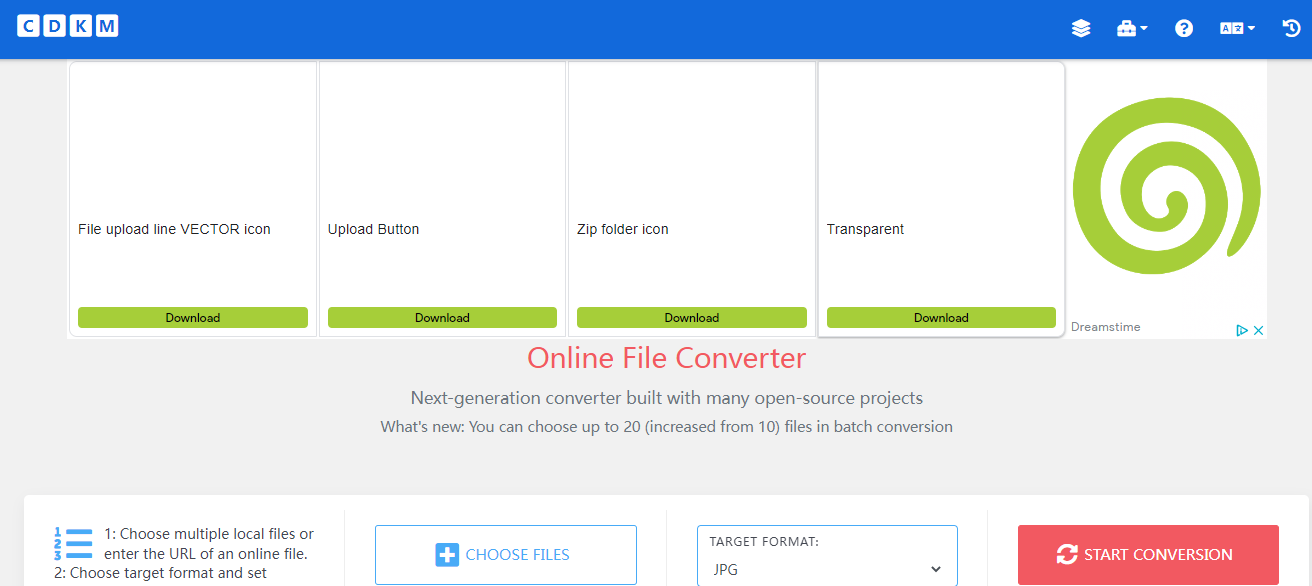 CDKM
File upload line VECTOR icon
Upload Button
Zip folder icon
Transparent
Download
Download
Download
Download
Dreamstime
Online File Converter
Next-generation converter built with many open-source projects
What's new: You can choose up to 20 (increased from 10) files in batch conversion
1: Choose multiple local files or
enter the URL of an online file.
2: Choose target format and set
CHOOSE FILES
TARGET FORMAT:
JPG
START CONVERSION